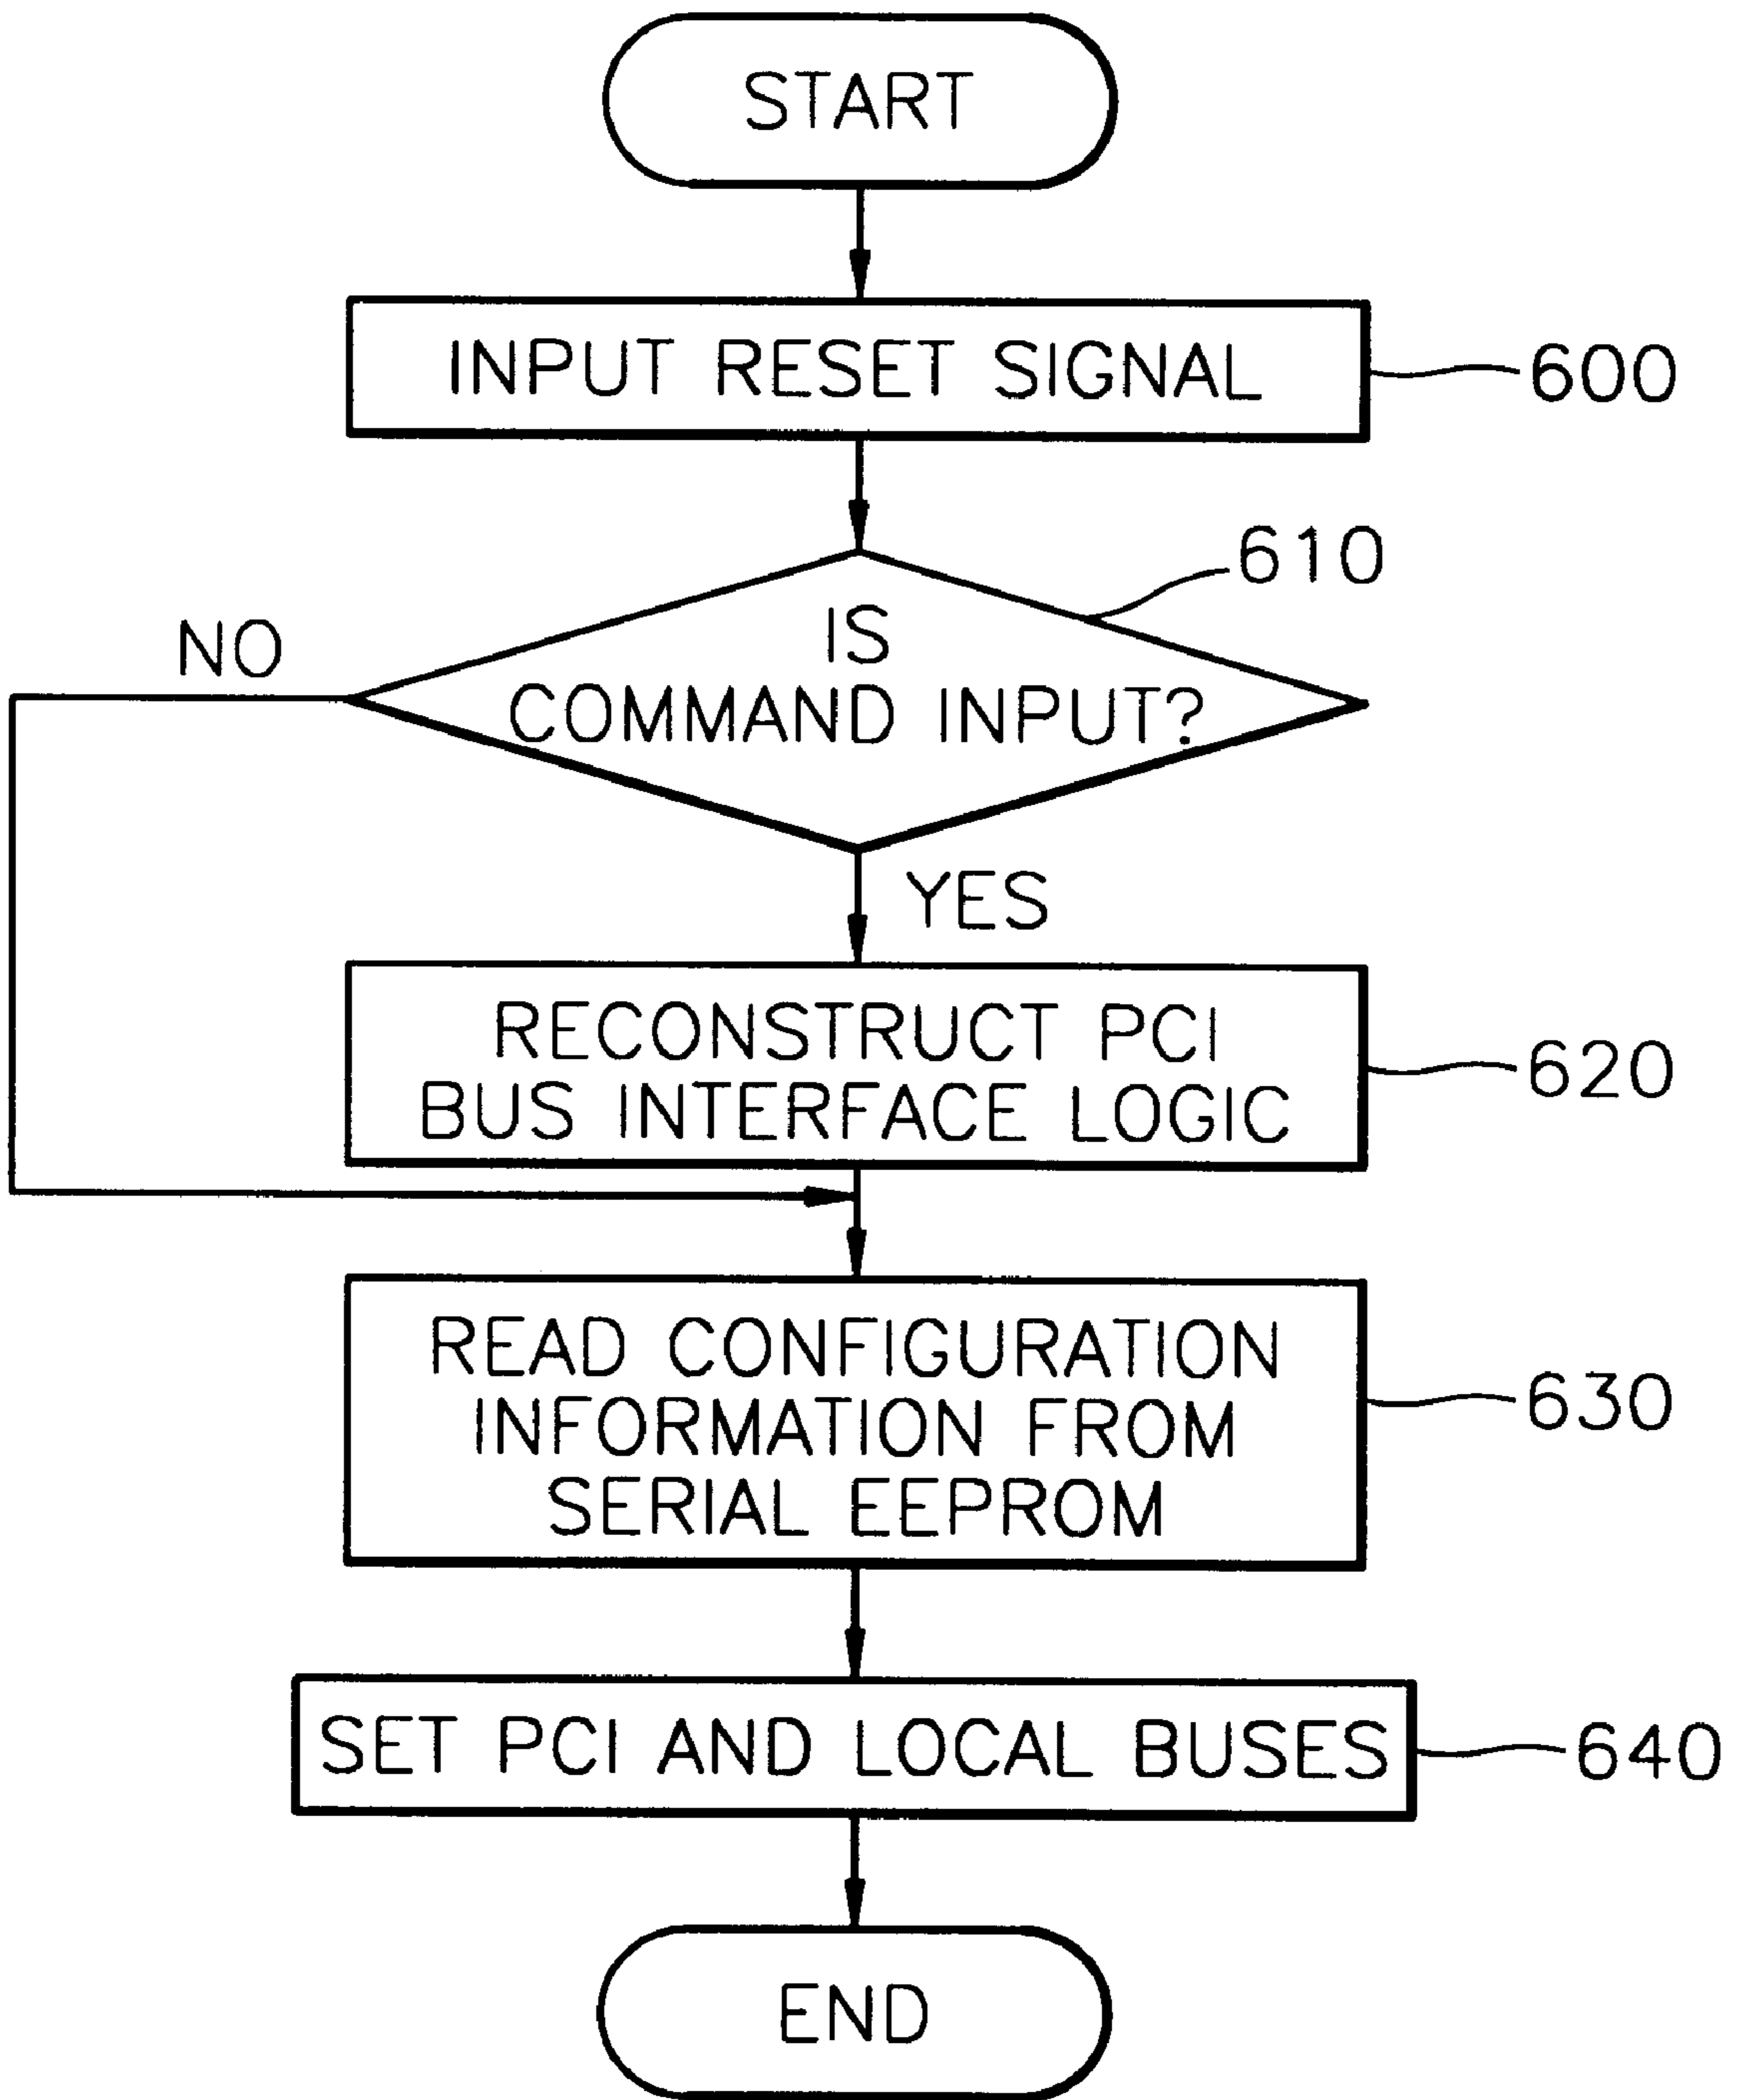 START
INPUT RESET SIGNAL
600
610
NO
IS
COMMAND INPUT?
YES
RECONSTRUCT PCI
BUS INTERFACE LOGIC
620
READ CONFIGURATION
INFORMATION FROM
SERIAL EEPROM
630
SET PCI AND LOCAL BUSES
640
END